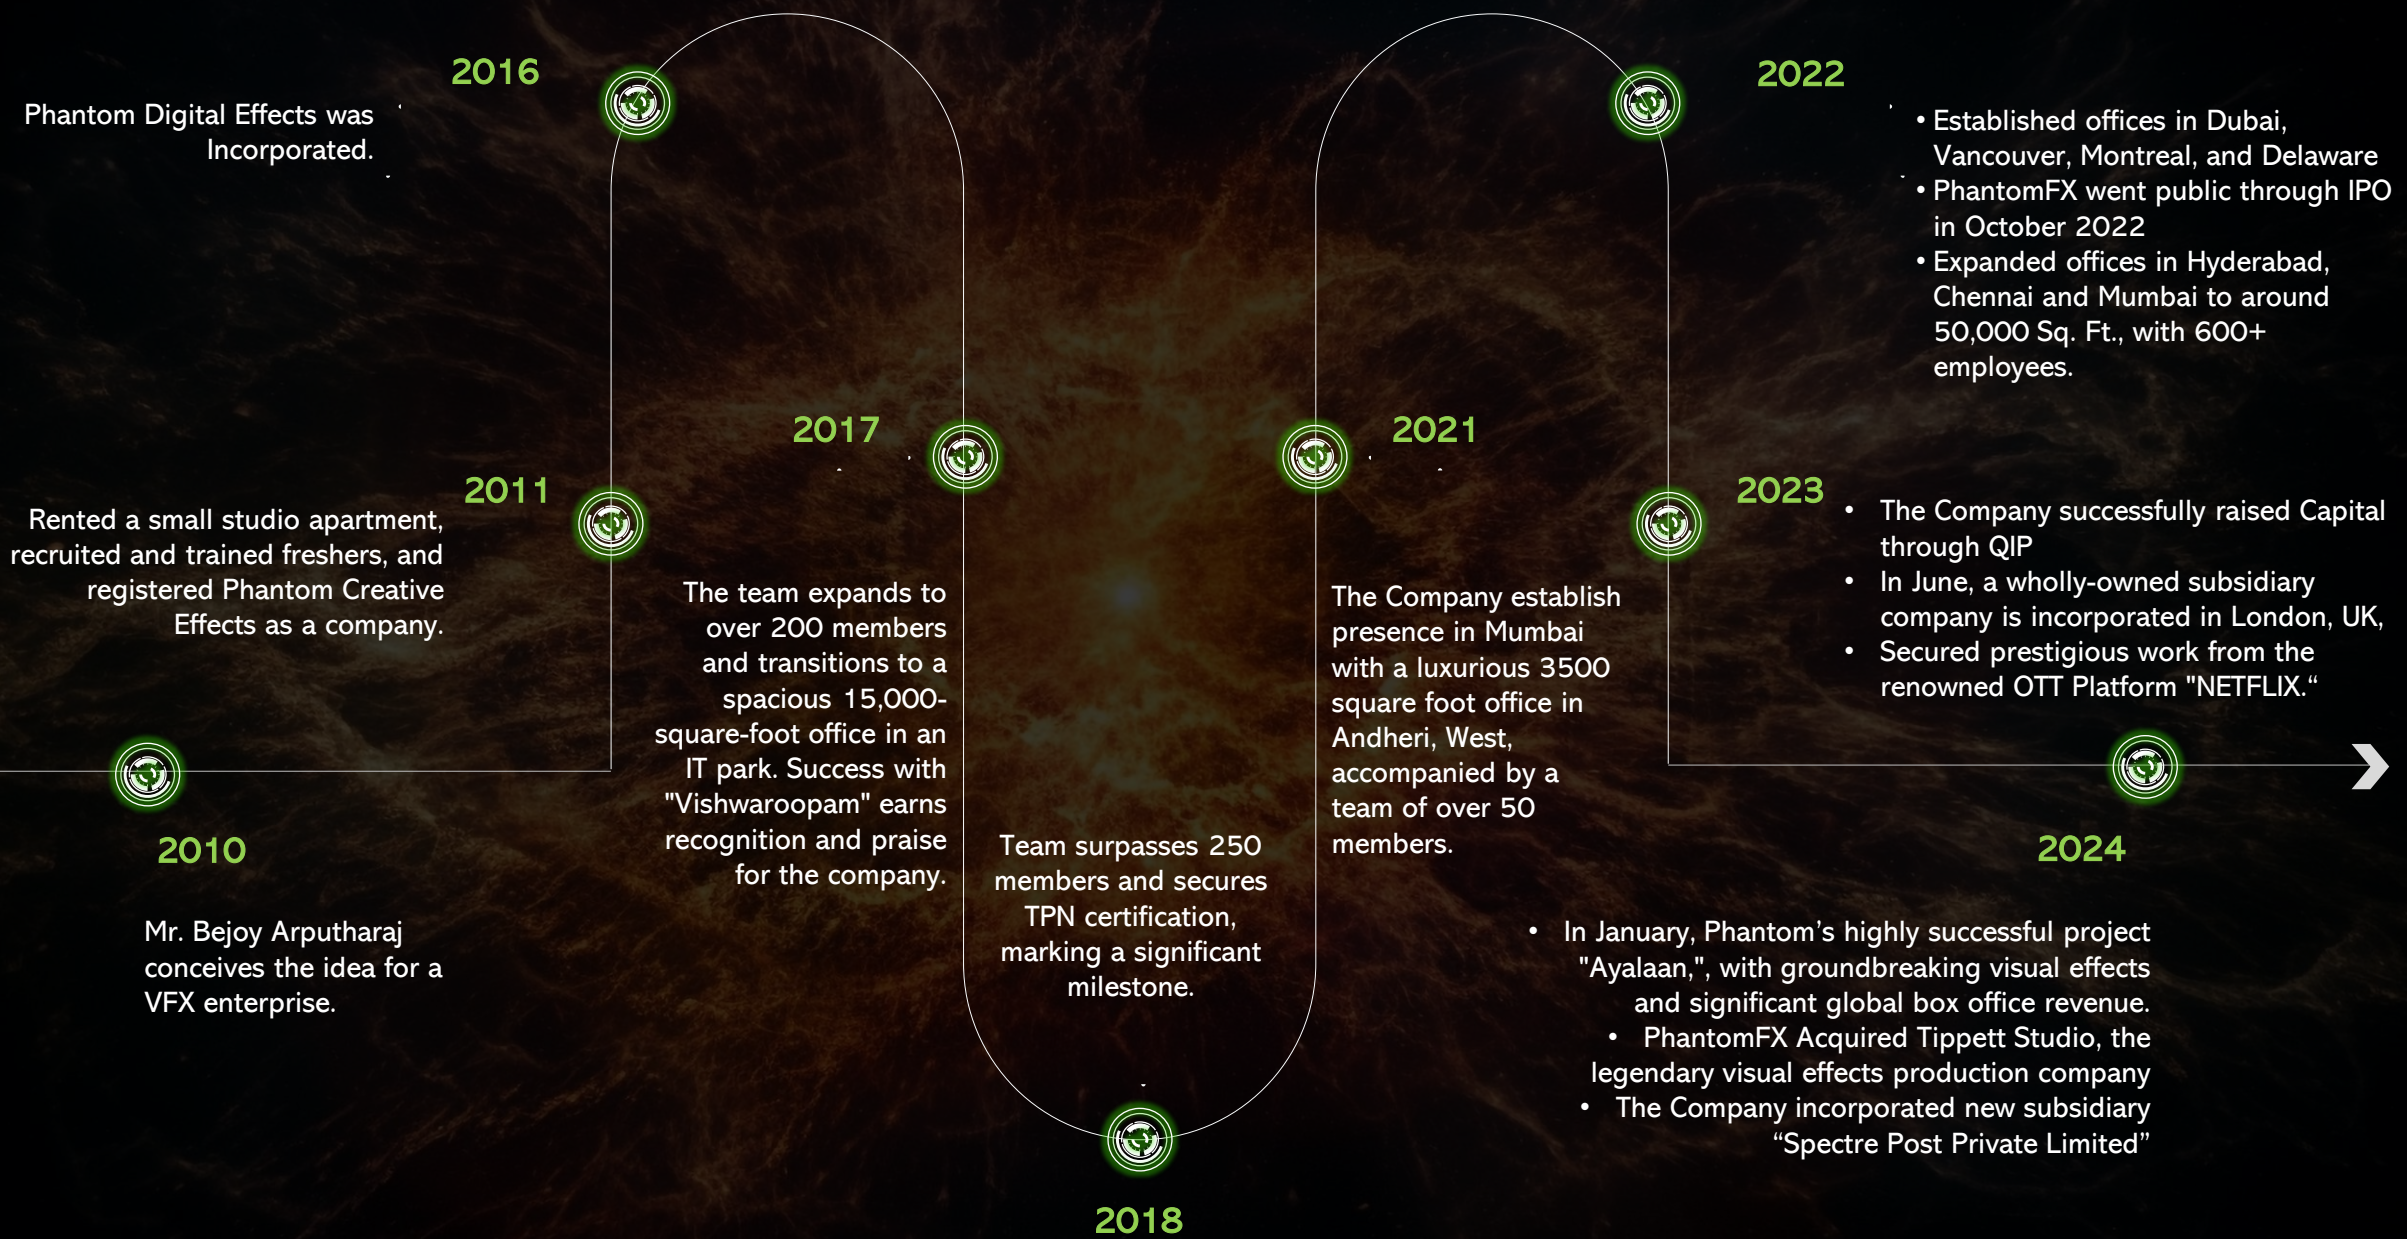 2010
Mr. Bejoy Arputharaj
conceives the idea for a
VFX enterprise.
2011
Rented a small studio apartment,
recruited and trained freshers, and
registered Phantom Creative
Effects as a company.
2016
Phantom Digital Effects was
Incorporated.
2017
The team expands to
over 200 members
and transitions to a
spacious 15,000-
square-foot office in an
IT park. Success with
"Vishwaroopam" earns
recognition and praise
for the company.
Team surpasses 250
members and secures
TPN certification,
marking a significant
milestone.
2018
2021
The Company establish
presence in Mumbai
with a luxurious 3500
square foot office in
Andheri, West,
accompanied by a
team of over 50
members.
2022
• Established offices in Dubai,
Vancouver, Montreal, and Delaware
• PhantomFX went public through IPO
in October 2022
• Expanded offices in Hyderabad,
Chennai and Mumbai to around
50,000 Sq. Ft., with 600+
employees.
2023
• The Company successfully raised Capital
through QIP
• In June, a wholly-owned subsidiary
company is incorporated in London, UK,
• Secured prestigious work from the
renowned OTT Platform "NETFLIX.“
2024
• In January, Phantom’s highly successful project
"Ayalaan,", with groundbreaking visual effects
and significant global box office revenue.
• PhantomFX Acquired Tippett Studio, the
legendary visual effects production company
• The Company incorporated new subsidiary
“Spectre Post Private Limited”